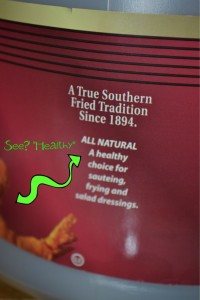 A True Southern
Fried Tradition
Since 1894.
See? "Healthy"
ALL NATURAL
A healthy
choice for
sauteing,
frying and
salad dressings.